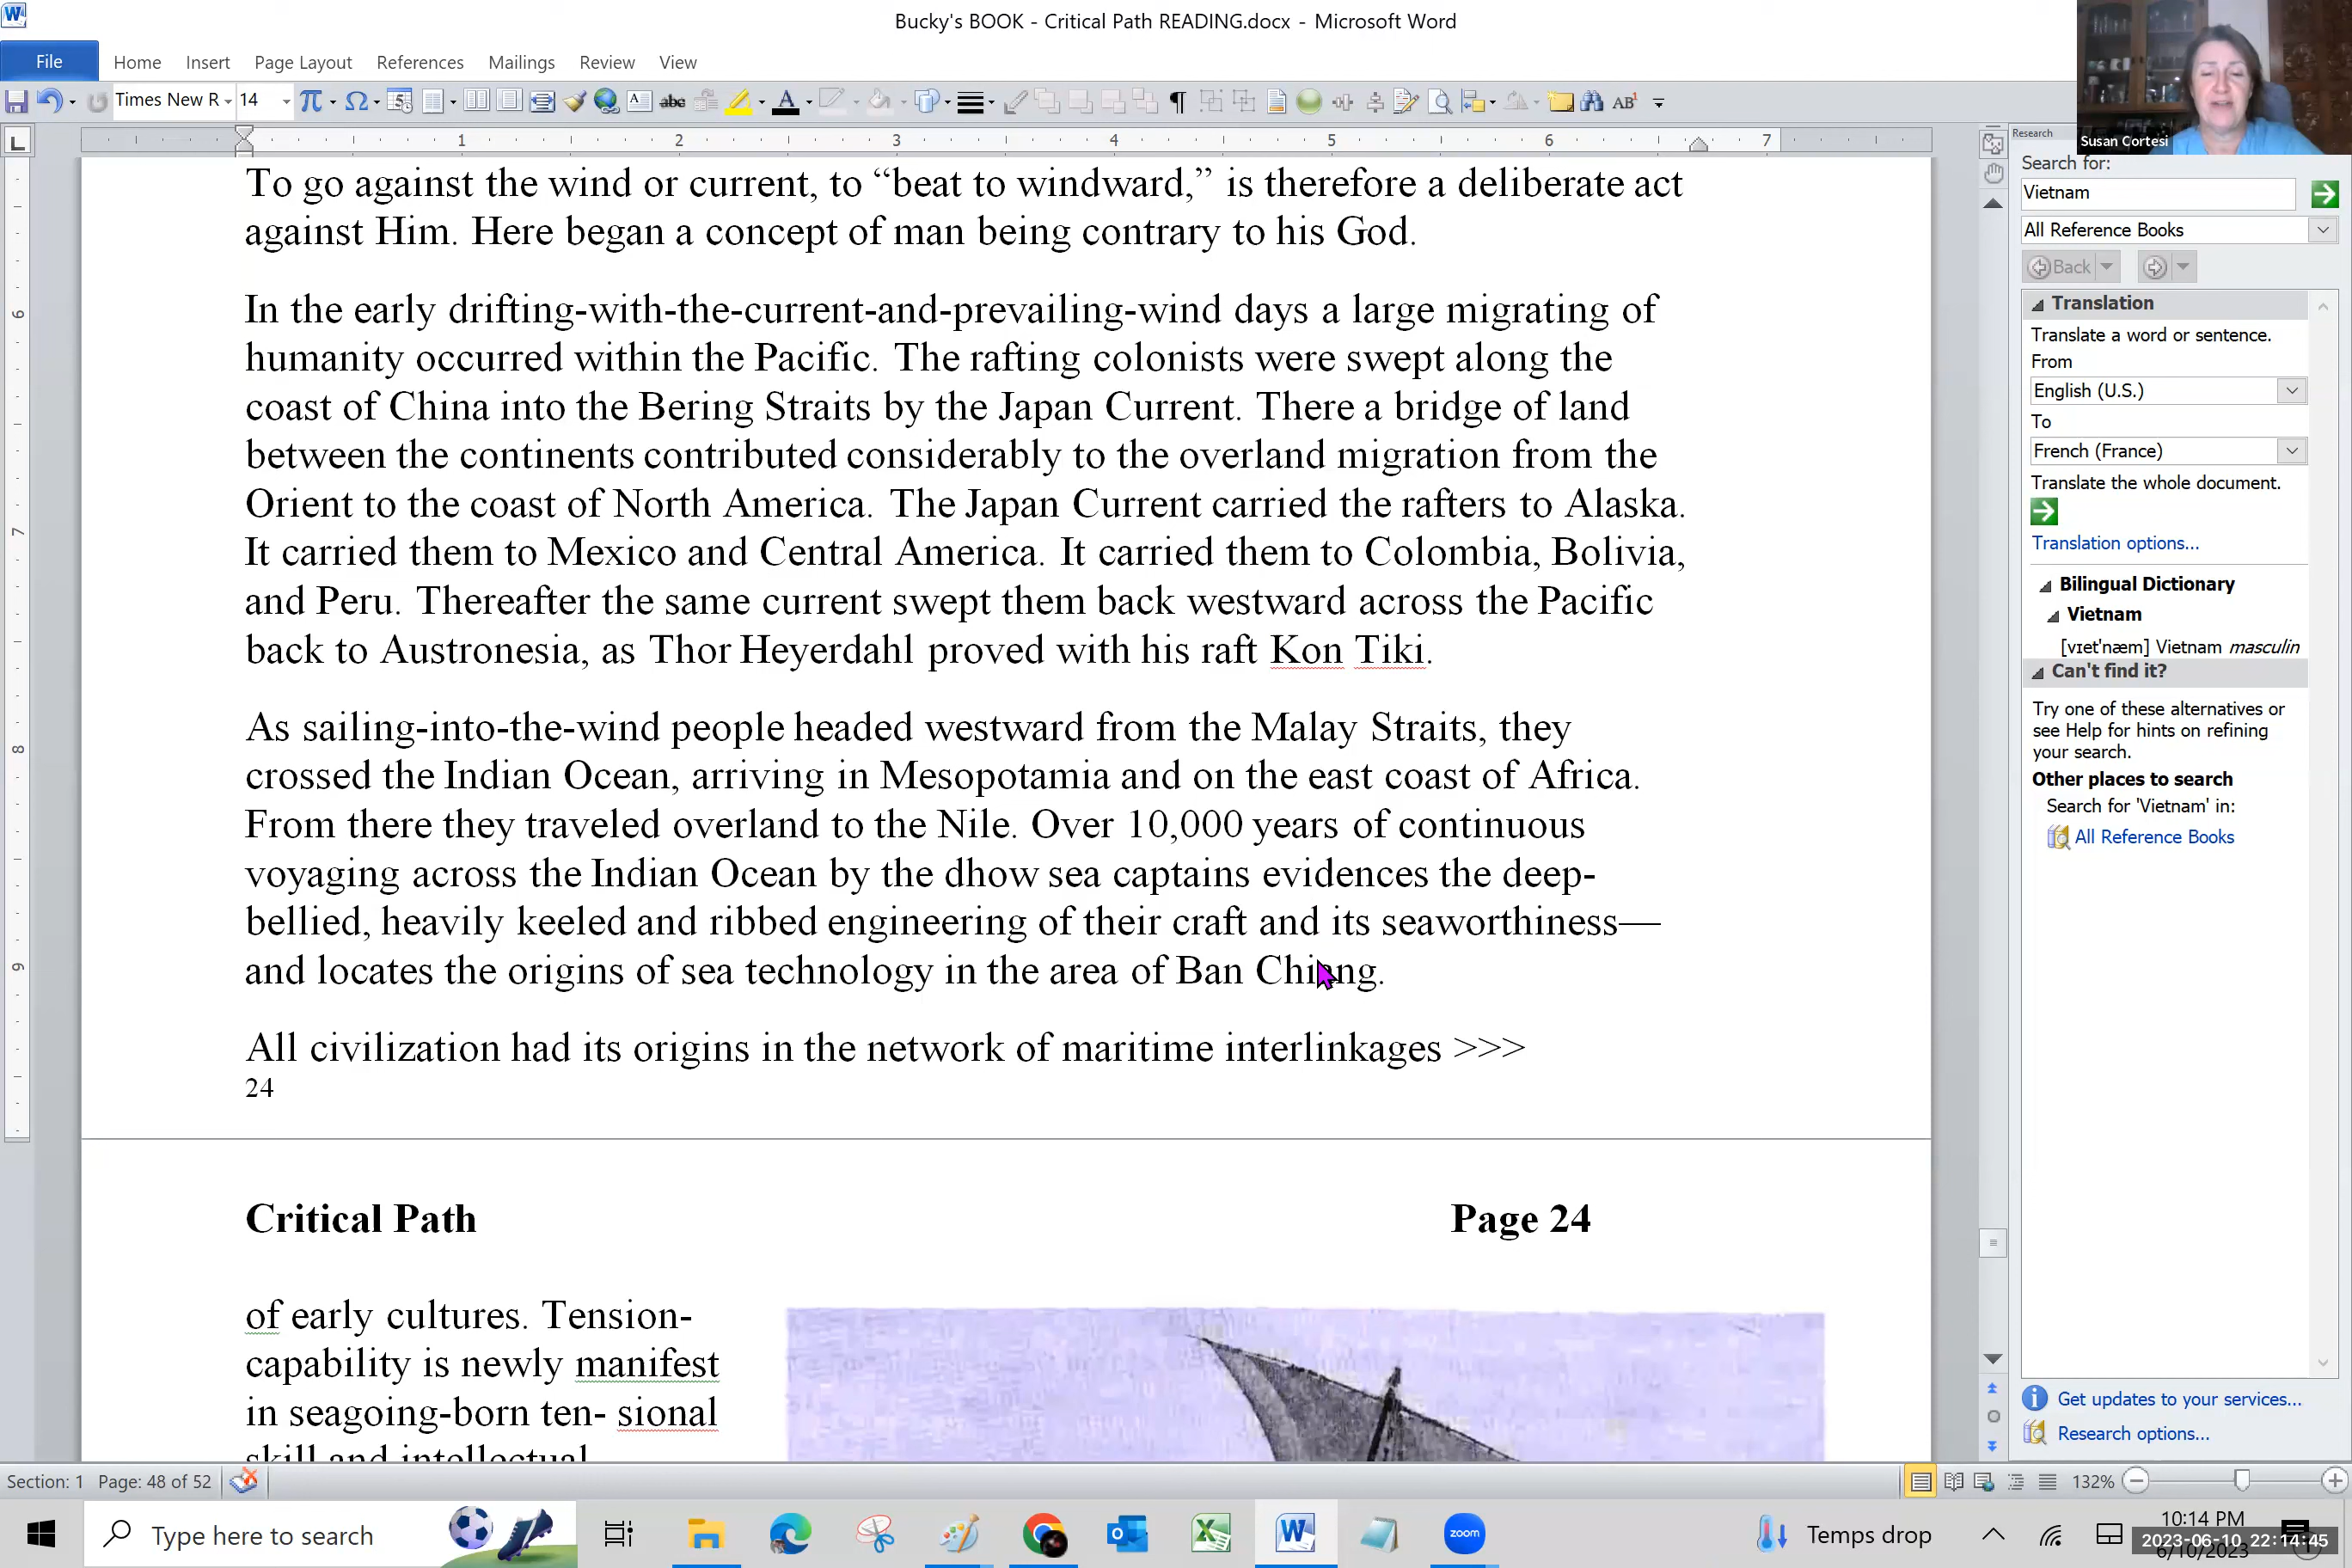 Bucky's BOOK - Critical Path READING.docx - Microsoft Word
File Home Insert Page Layout References Mailings Review View
Times New R 14
Susan Cortesi
1 2 3 4 5 6 7
To go against the wind or current, to “beat to windward,” is therefore a deliberate act
against Him. Here began a concept of man being contrary to his God.
In the early drifting-with-the-current-and-prevailing-wind days a large migrating of
humanity occurred within the Pacific. The rafting colonists were swept along the
coast of China into the Bering Straits by the Japan Current. There a bridge of land
between the continents contributed considerably to the overland migration from the
Orient to the coast of North America. The Japan Current carried the rafters to Alaska.
It carried them to Mexico and Central America. It carried them to Colombia, Bolivia,
and Peru. Thereafter the same current swept them back westward across the Pacific
back to Austronesia, as Thor Heyerdahl proved with his raft Kon Tiki.
As sailing-into-the-wind people headed westward from the Malay Straits, they
crossed the Indian Ocean, arriving in Mesopotamia and on the east coast of Africa.
From there they traveled overland to the Nile. Over 10,000 years of continuous
voyaging across the Indian Ocean by the dhow sea captains evidences the deep-
bellied, heavily keeled and ribbed engineering of their craft and its seaworthiness—
and locates the origins of sea technology in the area of Ban Chiang.
All civilization had its origins in the network of maritime interlinkages >>>
24
Critical Path Page 24
of early cultures. Tension-
capability is newly manifest
in seagoing-born ten- sional
skill and intellectual
6
7
8
9
Research
Search for:
Vietnam
All Reference Books
Back
Translation
Translate a word or sentence.
From
English (U.S.)
To
French (France)
Translate the whole document.
Translation options...
Bilingual Dictionary
Vietnam
[vɪet'næm] Vietnam masculin
Can't find it?
Try one of these alternatives or
see Help for hints on refining
your search.
Other places to search
Search for 'Vietnam' in:
All Reference Books
Get updates to your services...
Research options...
Section: 1 Page: 48 of 52 132%
Type here to search
zoom
Temps drop
10:14 PM
6/10/2023
2023-06-10_22:14:45